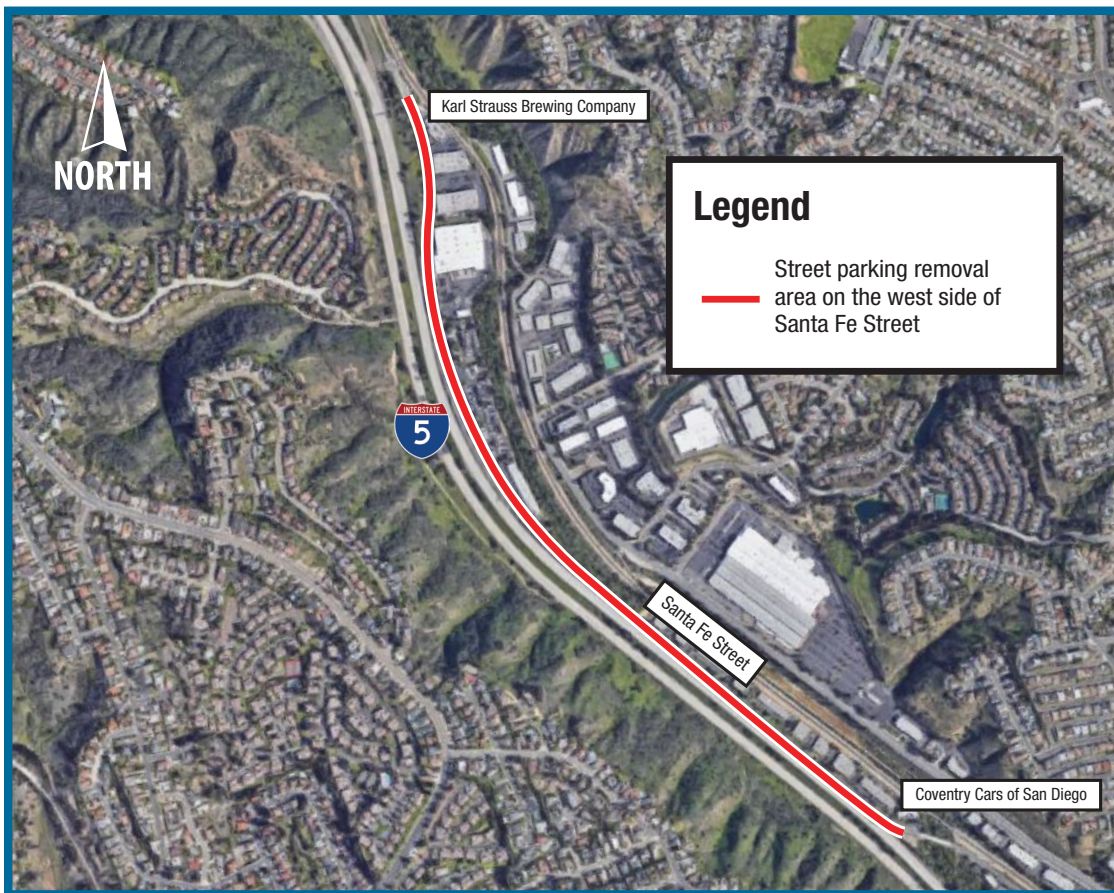 Karl Strauss Brewing Company
NORTH
Legend
Street parking removal
area on the west side of
Santa Fe Street
INTERSTATE
5
Santa Fe Street
Coventry Cars of San Diego